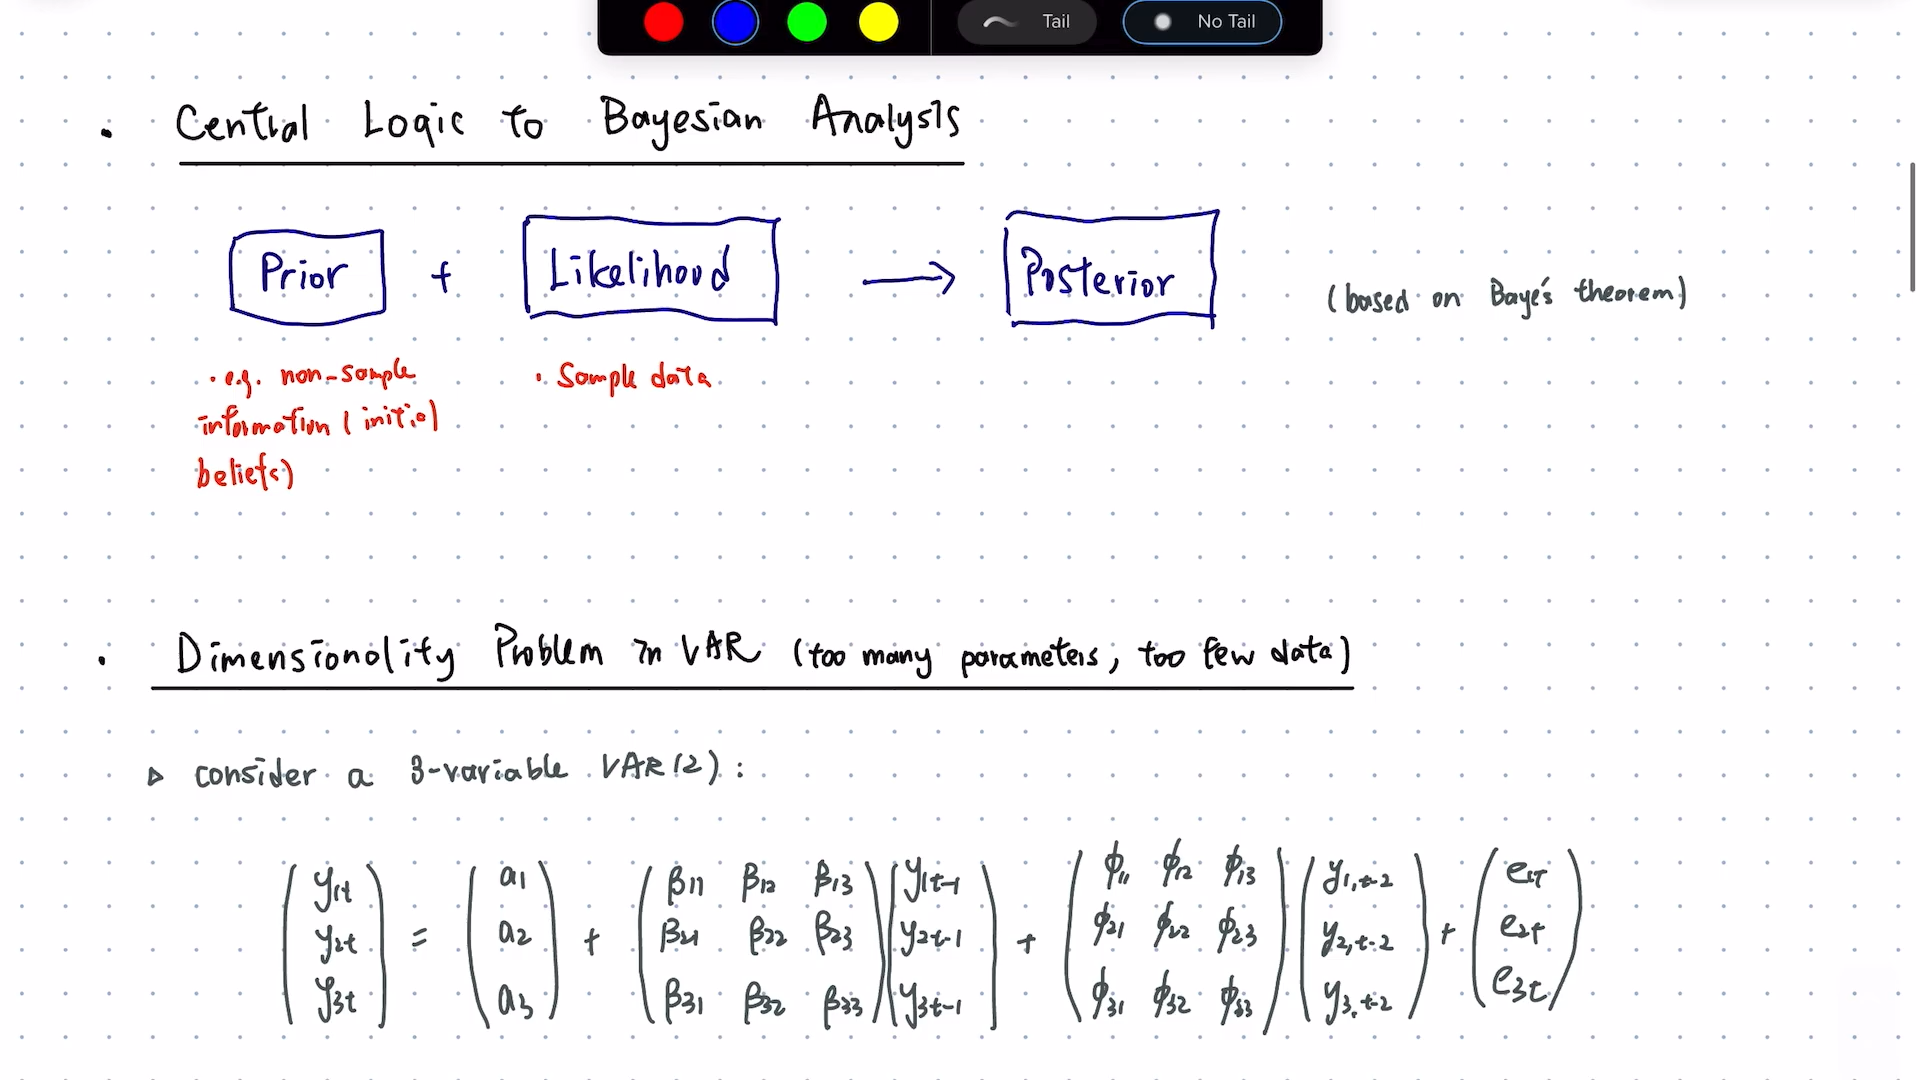 Tail No Tail
• Central Logic to Bayesian Analysis
Prior + Likelihood → Posterior (based on Baye's theorem)
• e.g. non-sample • Sample data
information (initial
beliefs)
• Dimensionality Problem in VAR (too many parameters, too few data)
▷ consider a 3-variable VAR(2):
( y1t ) ( a1 ) ( β11 β12 β13 ) ( y1t-1 ) ( ϕ11 ϕ12 ϕ13 ) ( y1,t-2 ) ( e1t )
( y2t ) = ( a2 ) + ( β21 β22 β23 ) ( y2t-1 ) + ( ϕ21 ϕ22 ϕ23 ) ( y2,t-2 ) + ( e2t )
( y3t ) ( a3 ) ( β31 β32 β33 ) ( y3t-1 ) ( ϕ31 ϕ32 ϕ33 ) ( y3,t-2 ) ( e3t )